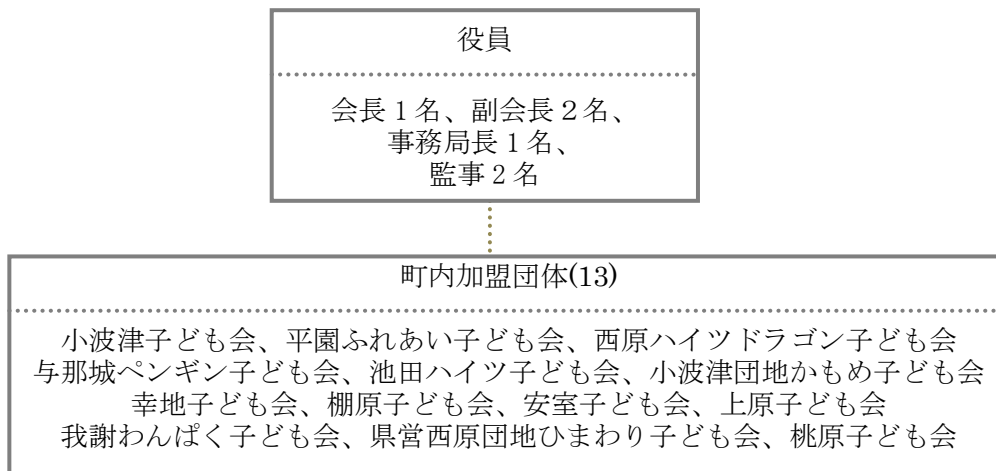 役員
会長１名、副会長２名、
事務局長１名、
監事２名
町内加盟団体(13)
小波津子ども会、平園ふれあい子ども会、西原ハイツドラゴン子ども会
与那城ペンギン子ども会、池田ハイツ子ども会、小波津団地かもめ子ども会
幸地子ども会、棚原子ども会、安室子ども会、上原子ども会
我謝わんぱく子ども会、県営西原団地ひまわり子ども会、桃原子ども会